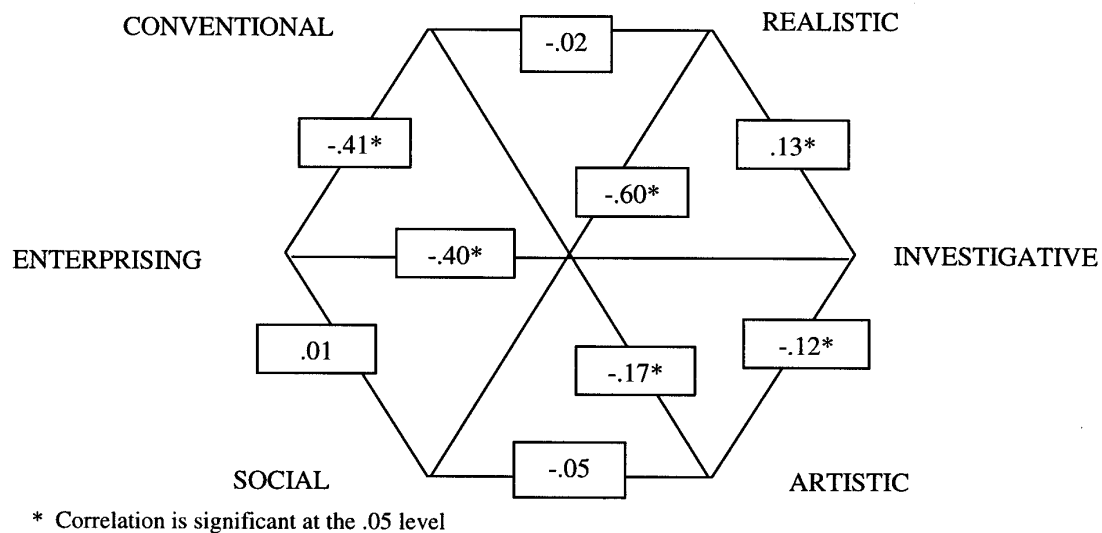 CONVENTIONAL
-.02
REALISTIC
-.41*
.13*
-.60*
ENTERPRISING
-.40*
INVESTIGATIVE
.01
-.12*
-.17*
SOCIAL
-.05
ARTISTIC
* Correlation is significant at the .05 level